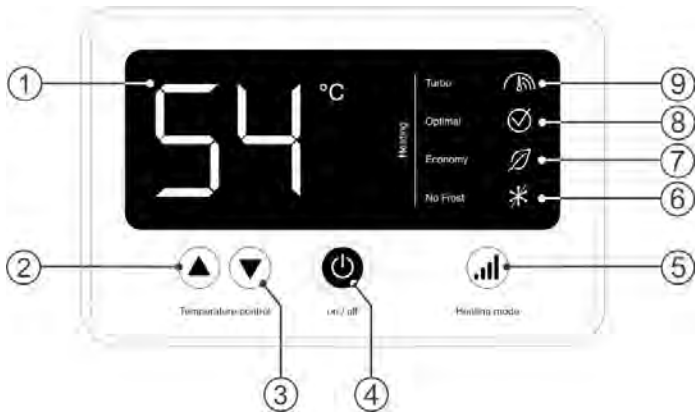 1
54 °C
Heating
Turbo
9
Optimal
8
Economy
7
No Frost
6
2
5
Temperature control
on / off
Heating mode
3
4